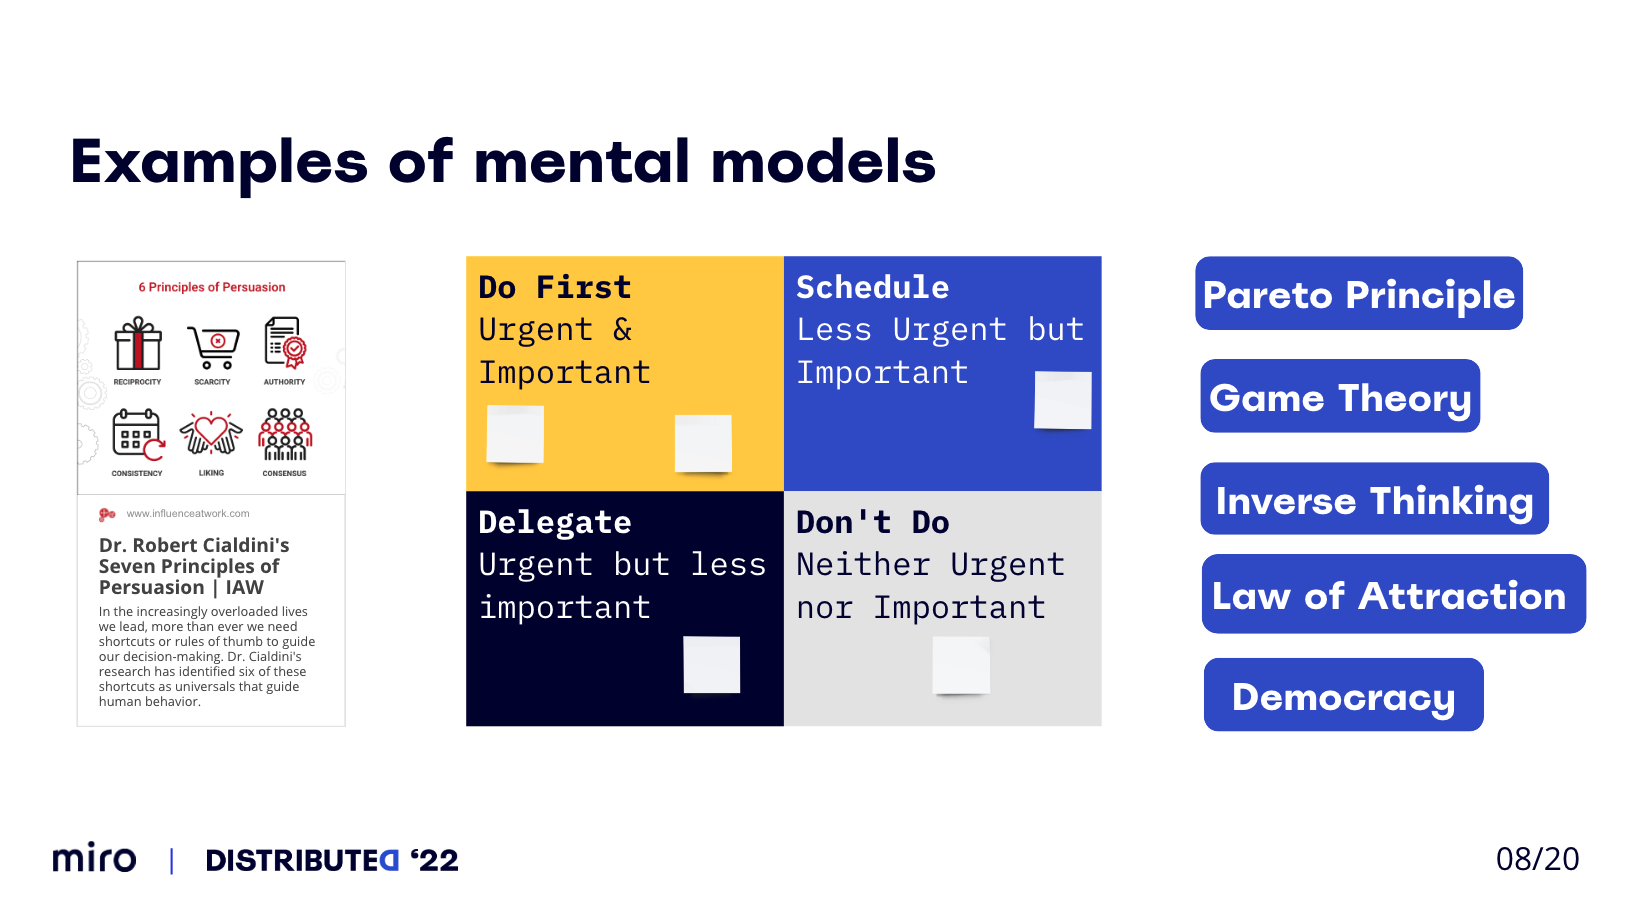 Examples of mental models
6 Principles of Persuasion
RECIPROCITY SCARCITY AUTHORITY
CONSISTENCY LIKING CONSENSUS
www.influenceatwork.com
Dr. Robert Cialdini's
Seven Principles of
Persuasion | IAW
In the increasingly overloaded lives
we lead, more than ever we need
shortcuts or rules of thumb to guide
our decision-making. Dr. Cialdini's
research has identified six of these
shortcuts as universals that guide
human behavior.
Do First
Urgent &
Important
Schedule
Less Urgent but
Important
Delegate
Urgent but less
important
Don't Do
Neither Urgent
nor Important
Pareto Principle
Game Theory
Inverse Thinking
Law of Attraction
Democracy
miro | DISTRIBUTED ‘22
08/20